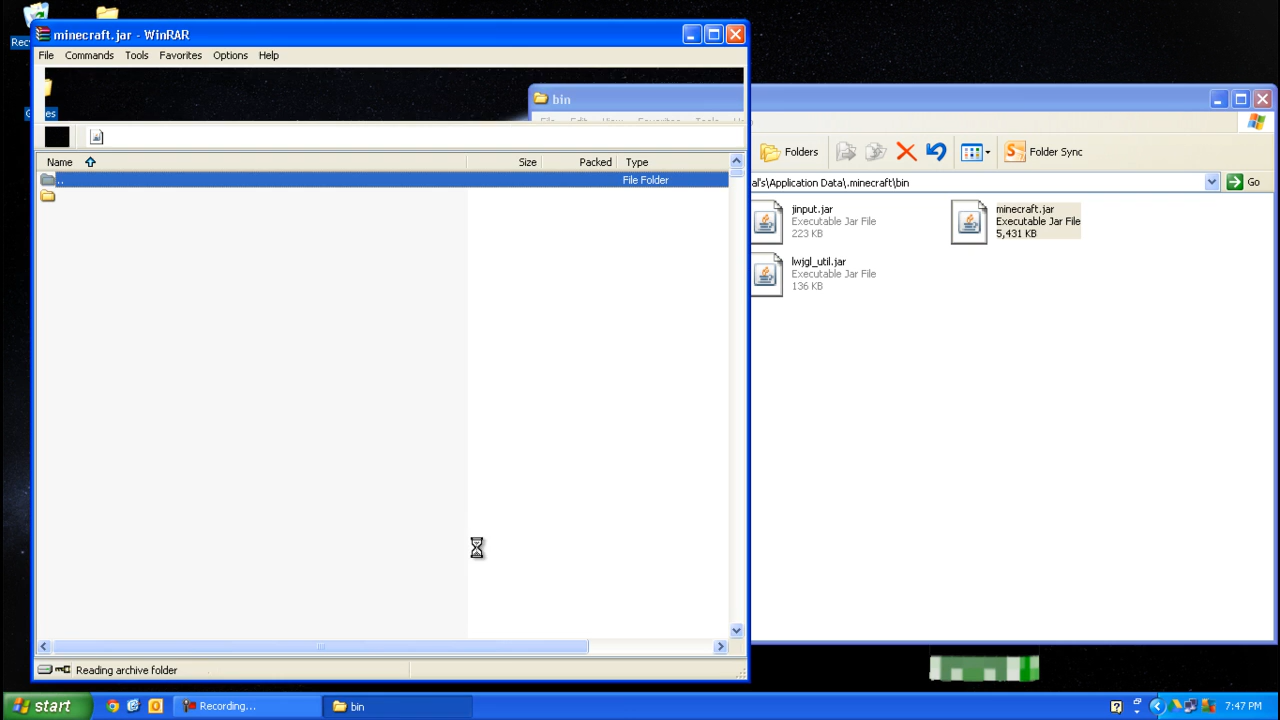 Rec
minecraft.jar - WinRAR
File Commands Tools Favorites Options Help
bin
Name Size Packed Type
.. File Folder
Reading archive folder
Folders Folder Sync
al's\Application Data\.minecraft\bin Go
jinput.jar
Executable Jar File
223 KB
minecraft.jar
Executable Jar File
5,431 KB
lwjgl_util.jar
Executable Jar File
136 KB
start Recording... bin 7:47 PM